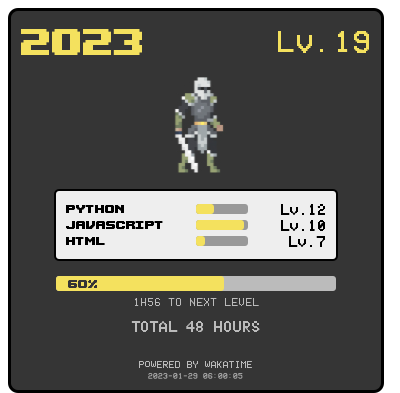 2023 Lv.19
PYTHON Lv.12
JAVASCRIPT Lv.10
HTML Lv.7
60%
1H56 TO NEXT LEVEL
TOTAL 48 HOURS
POWERED BY WAKATIME
2023-01-29 06:00:05